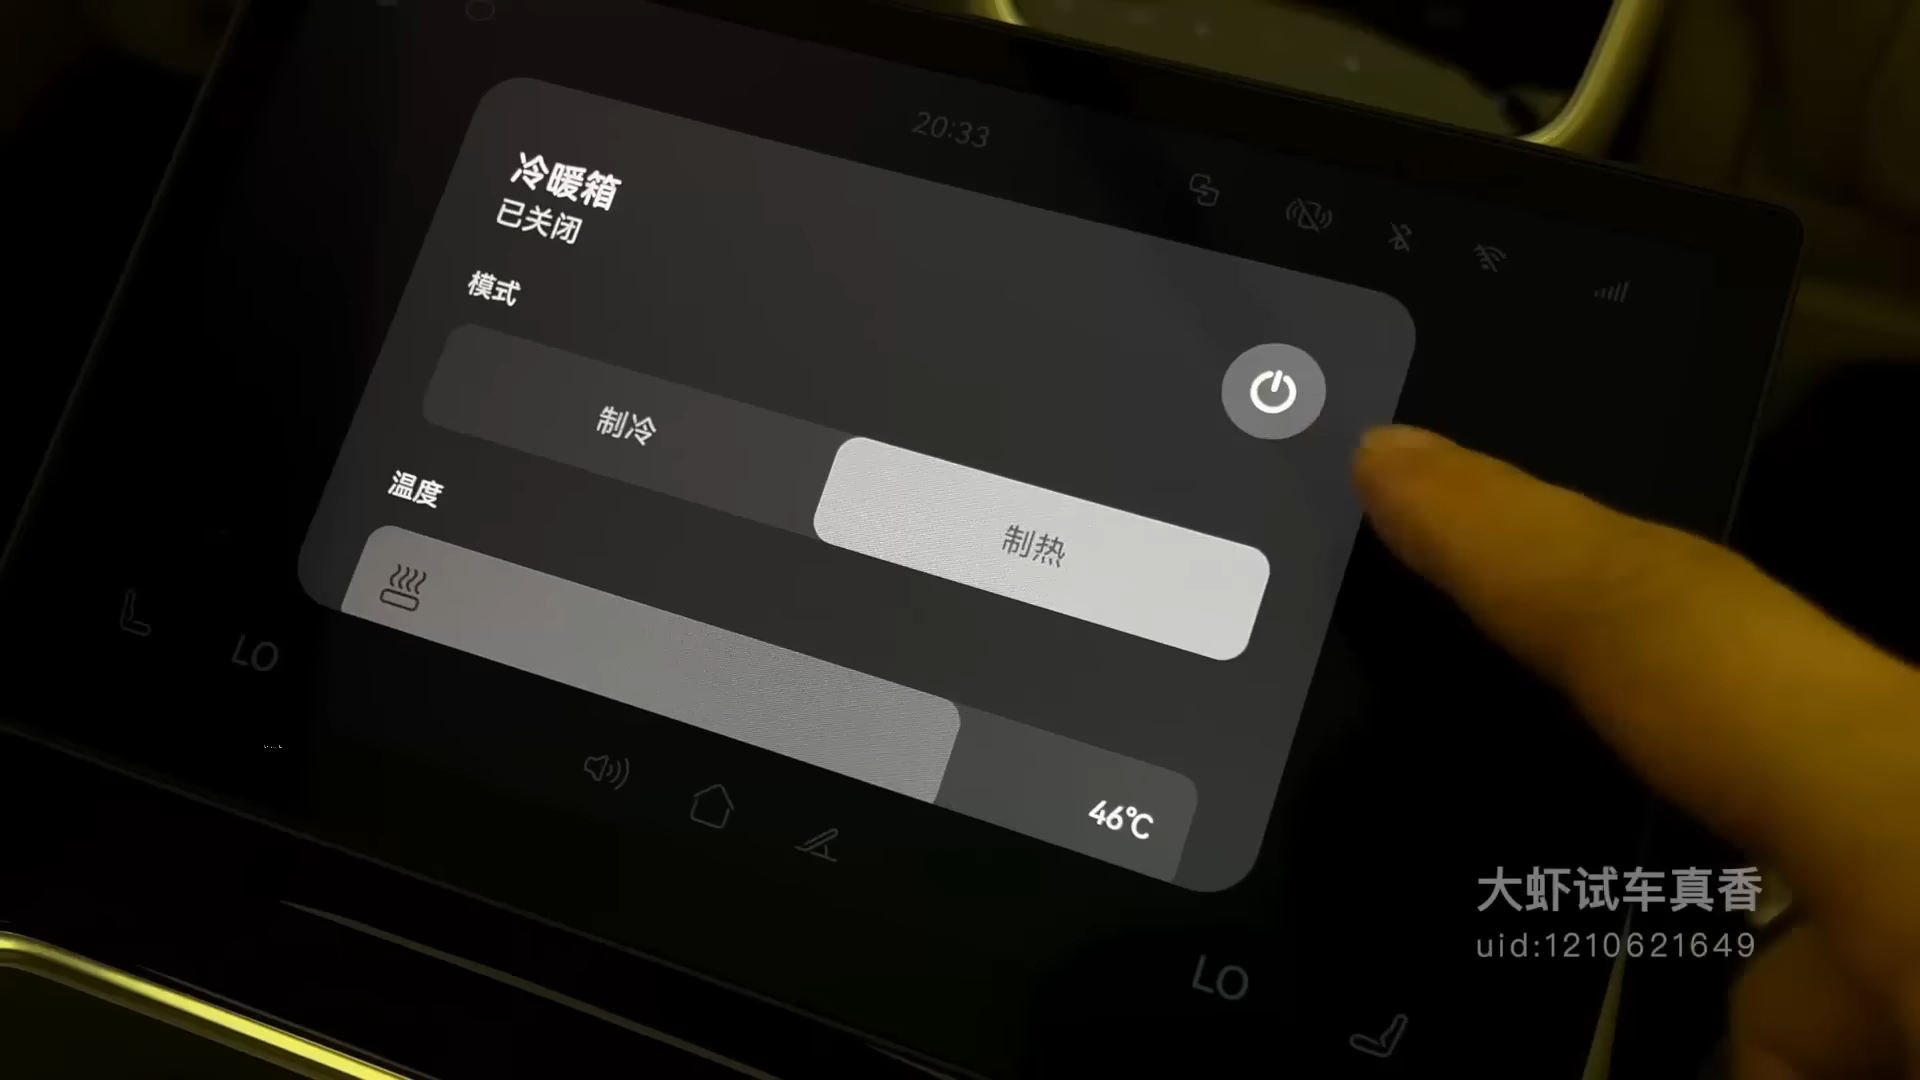 20:33
冷暖箱
已关闭
模式
制冷
制热
温度
46℃
LO
LO
大虾试车真香
uid:1210621649